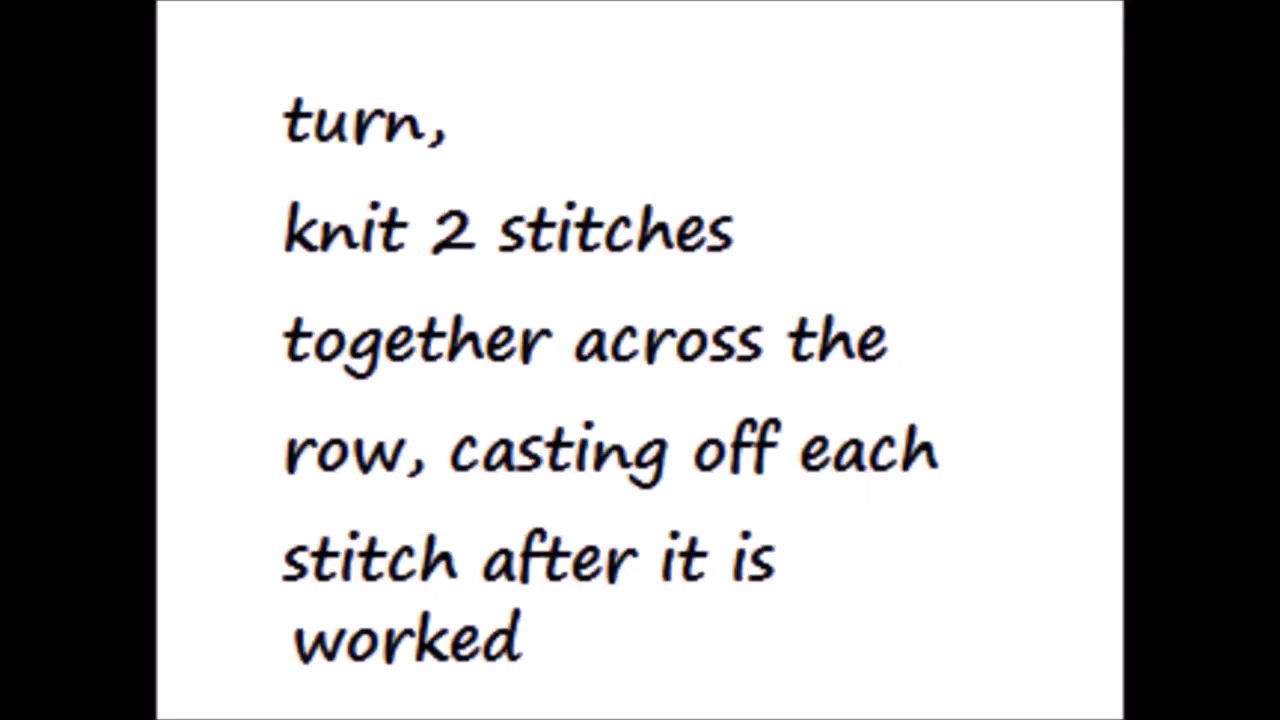 turn,
knit 2 stitches
together across the
row, casting off each
stitch after it is
worked